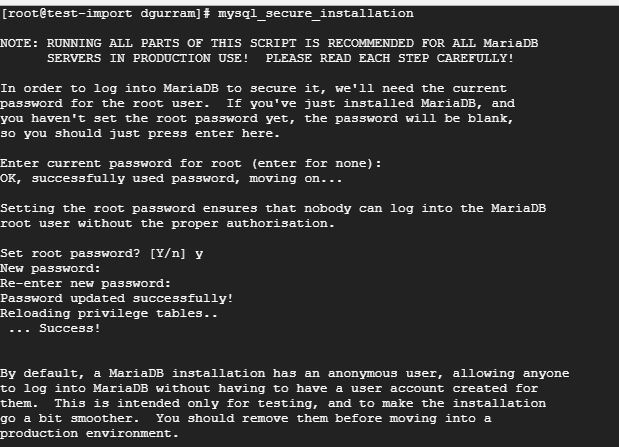 [root@test-import dgurram]# mysql_secure_installation
NOTE: RUNNING ALL PARTS OF THIS SCRIPT IS RECOMMENDED FOR ALL MariaDB
SERVERS IN PRODUCTION USE!  PLEASE READ EACH STEP CAREFULLY!
In order to log into MariaDB to secure it, we'll need the current
password for the root user.  If you've just installed MariaDB, and
you haven't set the root password yet, the password will be blank,
so you should just press enter here.
Enter current password for root (enter for none):
OK, successfully used password, moving on...
Setting the root password ensures that nobody can log into the MariaDB
root user without the proper authorisation.
Set root password? [Y/n] y
New password:
Re-enter new password:
Password updated successfully!
Reloading privilege tables..
... Success!
By default, a MariaDB installation has an anonymous user, allowing anyone
to log into MariaDB without having to have a user account created for
them.  This is intended only for testing, and to make the installation
go a bit smoother.  You should remove them before moving into a
production environment.